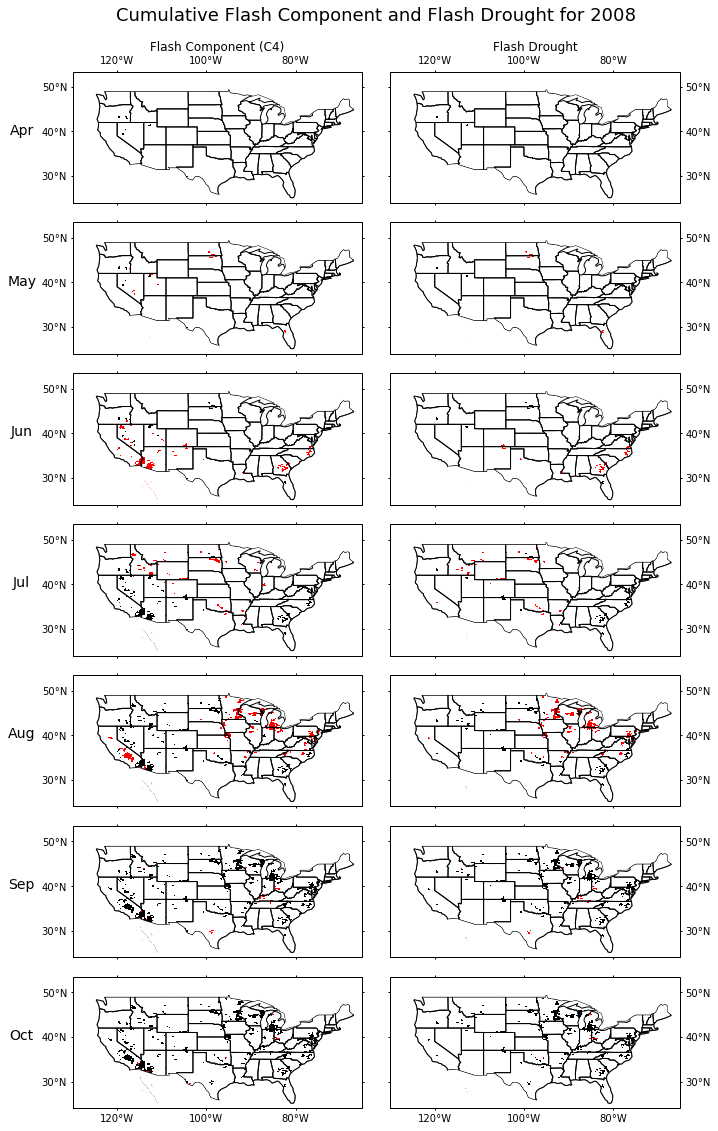 Cumulative Flash Component and Flash Drought for 2008
Flash Component (C4) Flash Drought
120°W 100°W 80°W 120°W 100°W 80°W
50°N 50°N
Apr 40°N 40°N
30°N 30°N
50°N 50°N
May 40°N 40°N
30°N 30°N
50°N 50°N
Jun 40°N 40°N
30°N 30°N
50°N 50°N
Jul 40°N 40°N
30°N 30°N
50°N 50°N
Aug 40°N 40°N
30°N 30°N
50°N 50°N
Sep 40°N 40°N
30°N 30°N
50°N 50°N
Oct 40°N 40°N
30°N 30°N
120°W 100°W 80°W 120°W 100°W 80°W